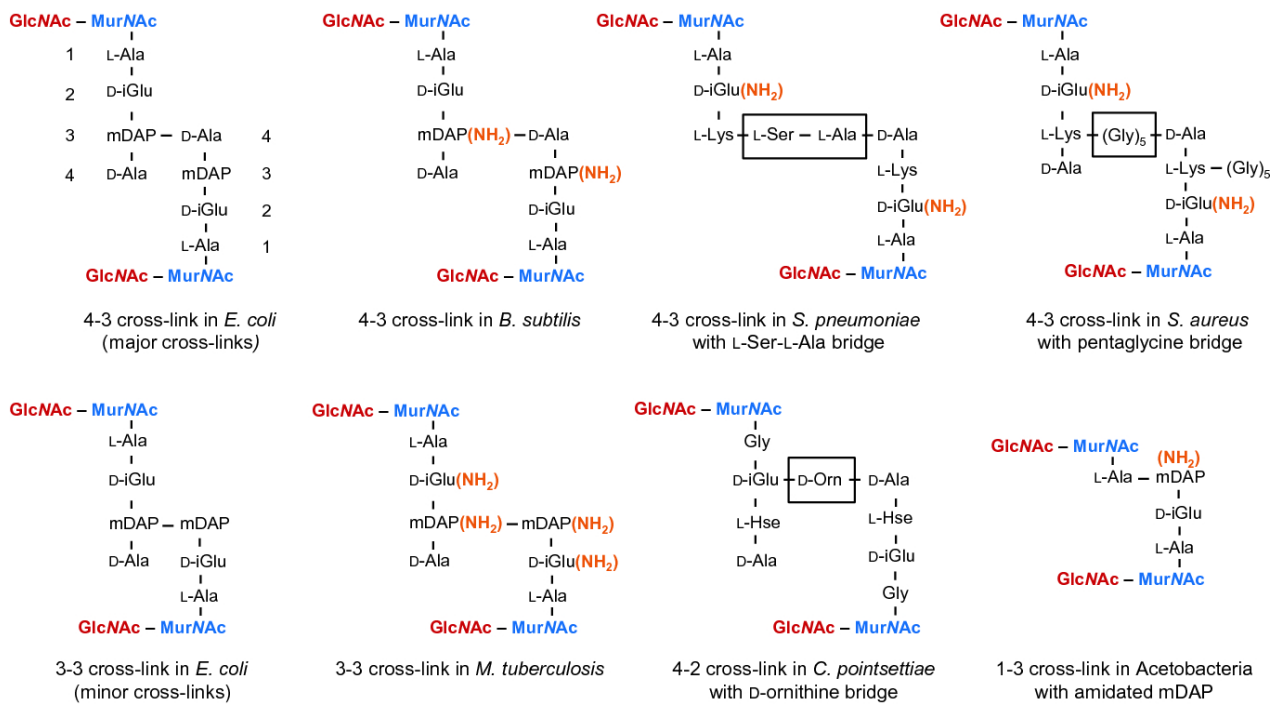 GlcNAc – MurNAc
1 L-Ala
2 D-iGlu
3 mDAP – D-Ala 4
4 D-Ala mDAP 3
D-iGlu 2
L-Ala 1
GlcNAc – MurNAc
4-3 cross-link in E. coli
(major cross-links)
GlcNAc – MurNAc
L-Ala
D-iGlu
mDAP(NH2) – D-Ala
D-Ala mDAP(NH2)
D-iGlu
L-Ala
GlcNAc – MurNAc
4-3 cross-link in B. subtilis
GlcNAc – MurNAc
L-Ala
D-iGlu(NH2)
L-Lys – L-Ser – L-Ala – D-Ala
L-Lys
D-iGlu(NH2)
L-Ala
GlcNAc – MurNAc
4-3 cross-link in S. pneumoniae
with L-Ser-L-Ala bridge
GlcNAc – MurNAc
L-Ala
D-iGlu(NH2)
L-Lys – (Gly)5 – D-Ala
D-Ala L-Lys – (Gly)5
D-iGlu(NH2)
L-Ala
GlcNAc – MurNAc
4-3 cross-link in S. aureus
with pentaglycine bridge
GlcNAc – MurNAc
L-Ala
D-iGlu
mDAP – mDAP
D-Ala D-iGlu
L-Ala
GlcNAc – MurNAc
3-3 cross-link in E. coli
(minor cross-links)
GlcNAc – MurNAc
L-Ala
D-iGlu(NH2)
mDAP(NH2) – mDAP(NH2)
D-Ala D-iGlu(NH2)
L-Ala
GlcNAc – MurNAc
3-3 cross-link in M. tuberculosis
GlcNAc – MurNAc
Gly
D-iGlu – D-Orn – D-Ala
L-Hse L-Hse
D-Ala D-iGlu
Gly
GlcNAc – MurNAc
4-2 cross-link in C. pointsettiae
with D-ornithine bridge
GlcNAc – MurNAc (NH2)
L-Ala – mDAP
D-iGlu
L-Ala
GlcNAc – MurNAc
1-3 cross-link in Acetobacteria
with amidated mDAP